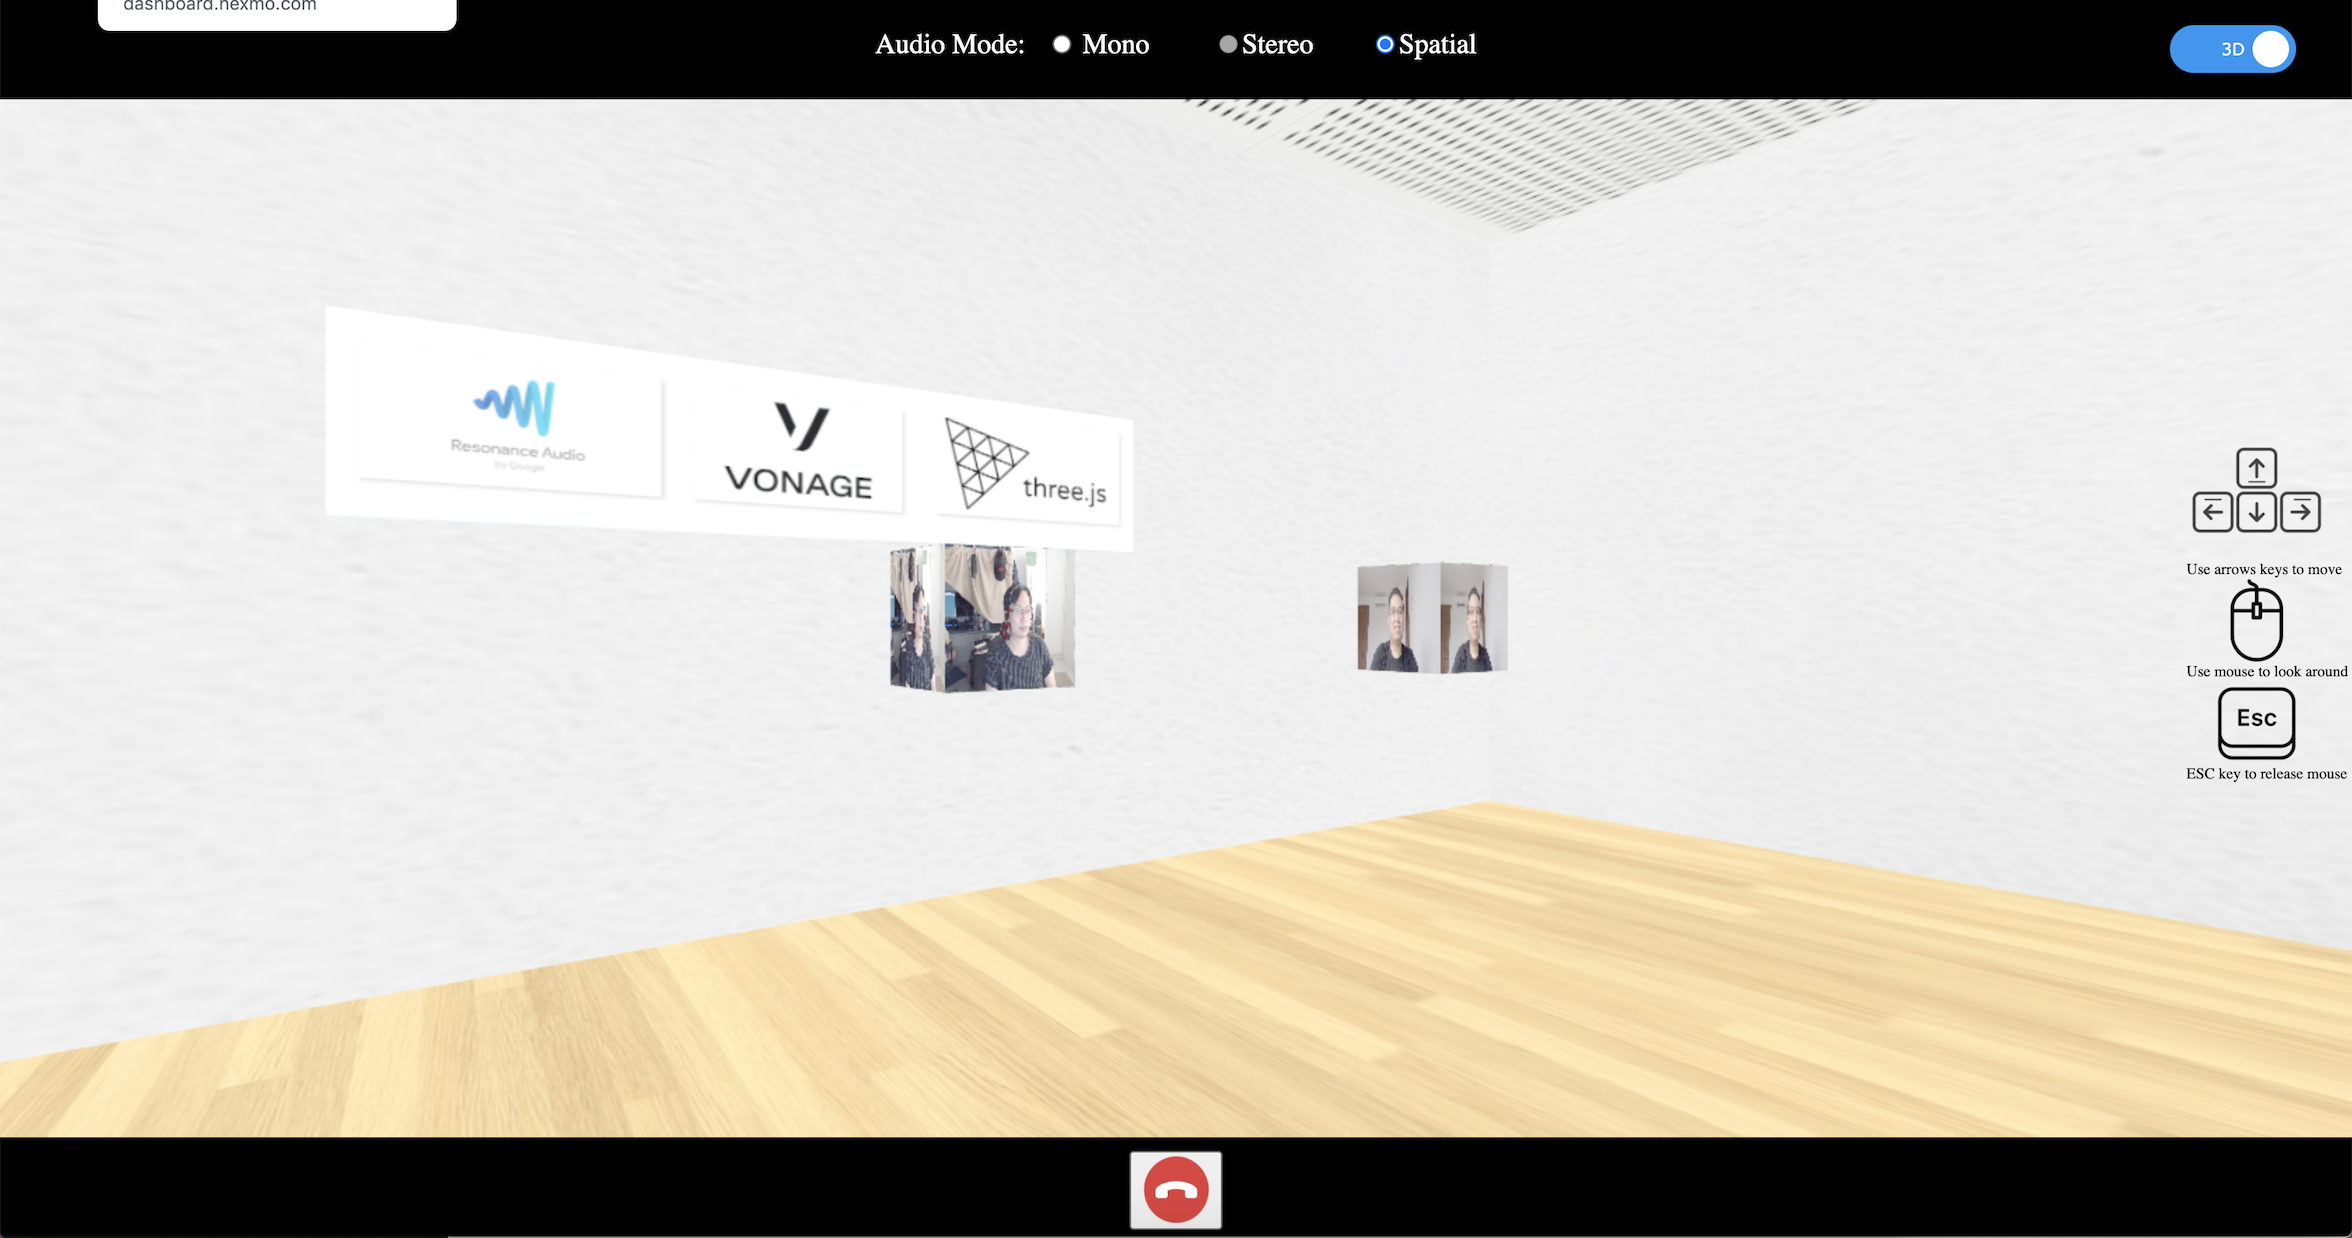 dashboard.nexmo.com
Audio Mode: Mono Stereo Spatial
3D
Resonance Audio
by Google
VONAGE
three.js
Use arrows keys to move
Use mouse to look around
Esc
ESC key to release mouse